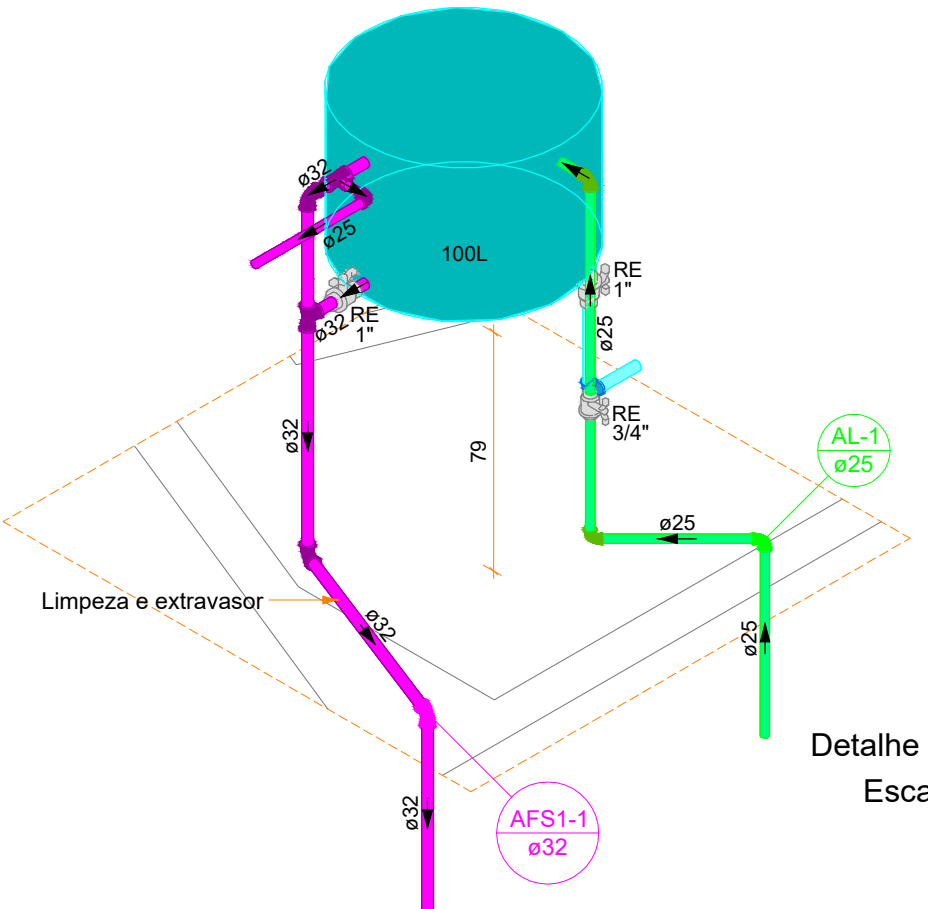 ø32
ø25
100L
RE
1"
ø32
RE
1"
ø25
RE
3/4"
ø32
79
AL-1
ø25
ø25
Limpeza e extravasor
ø32
ø25
Detalhe
Esca
ø32
AFS1-1
ø32